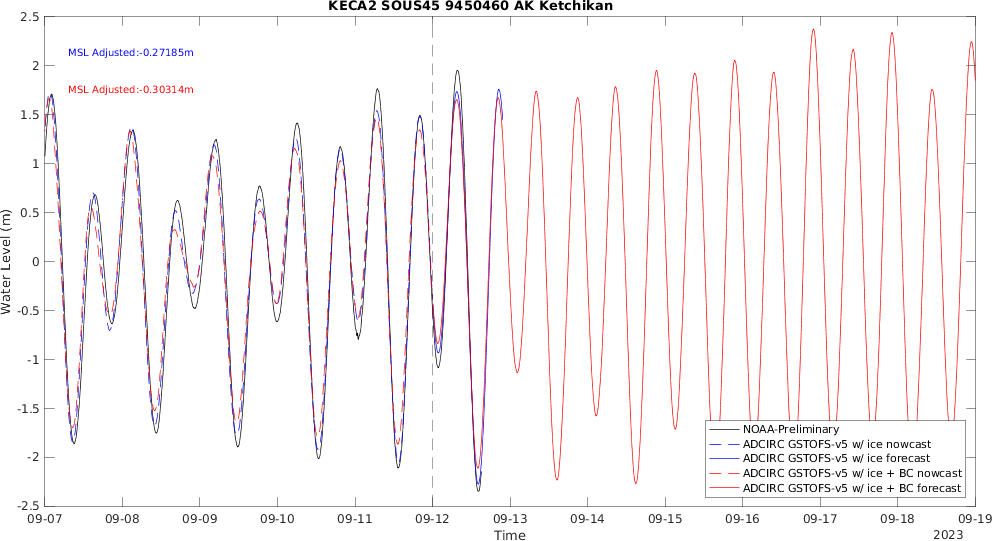 KECA2 SOUS45 9450460 AK Ketchikan
2.5
2
1.5
1
0.5
0
-0.5
-1
-1.5
-2
-2.5
Water Level (m)
MSL Adjusted:-0.27185m
MSL Adjusted:-0.30314m
NOAA-Preliminary
ADCIRC GSTOFS-v5 w/ ice nowcast
ADCIRC GSTOFS-v5 w/ ice forecast
ADCIRC GSTOFS-v5 w/ ice + BC nowcast
ADCIRC GSTOFS-v5 w/ ice + BC forecast
09-07 09-08 09-09 09-10 09-11 09-12 09-13 09-14 09-15 09-16 09-17 09-18 09-19
Time
2023